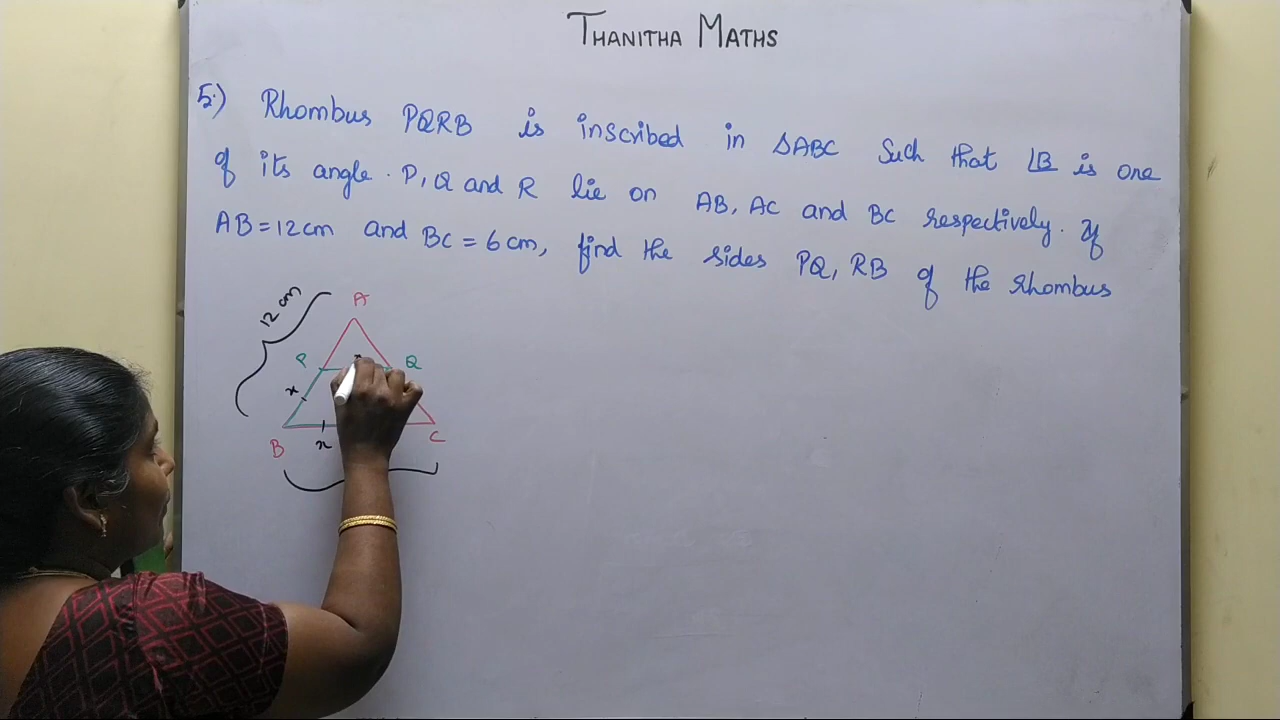 THANITHA MATHS
5.) Rhombus PQRB is inscribed in ΔABC Such that ∠B is one
of its angle. P, Q and R lie on AB, AC and BC respectively. If
AB = 12 cm and BC = 6 cm, find the sides PQ, RB of the rhombus
12 cm
A
P
Q
x
x
B
x
C